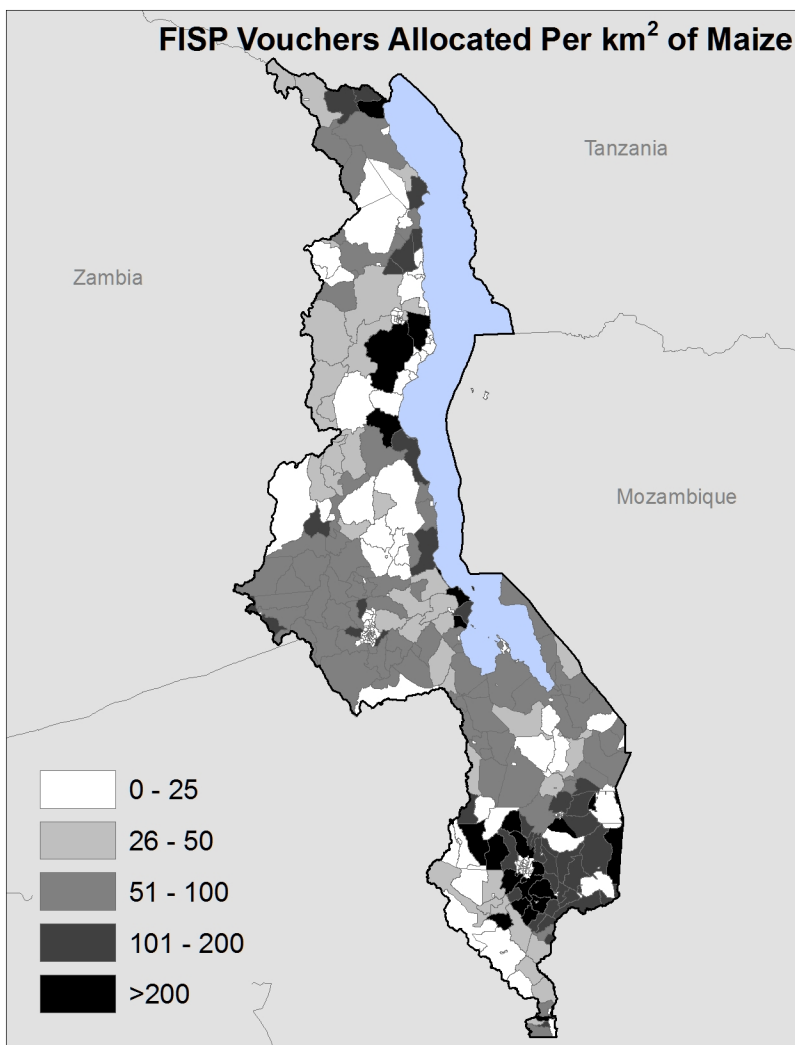 FISP Vouchers Allocated Per km² of Maize
Tanzania
Zambia
Mozambique
0 - 25
26 - 50
51 - 100
101 - 200
>200